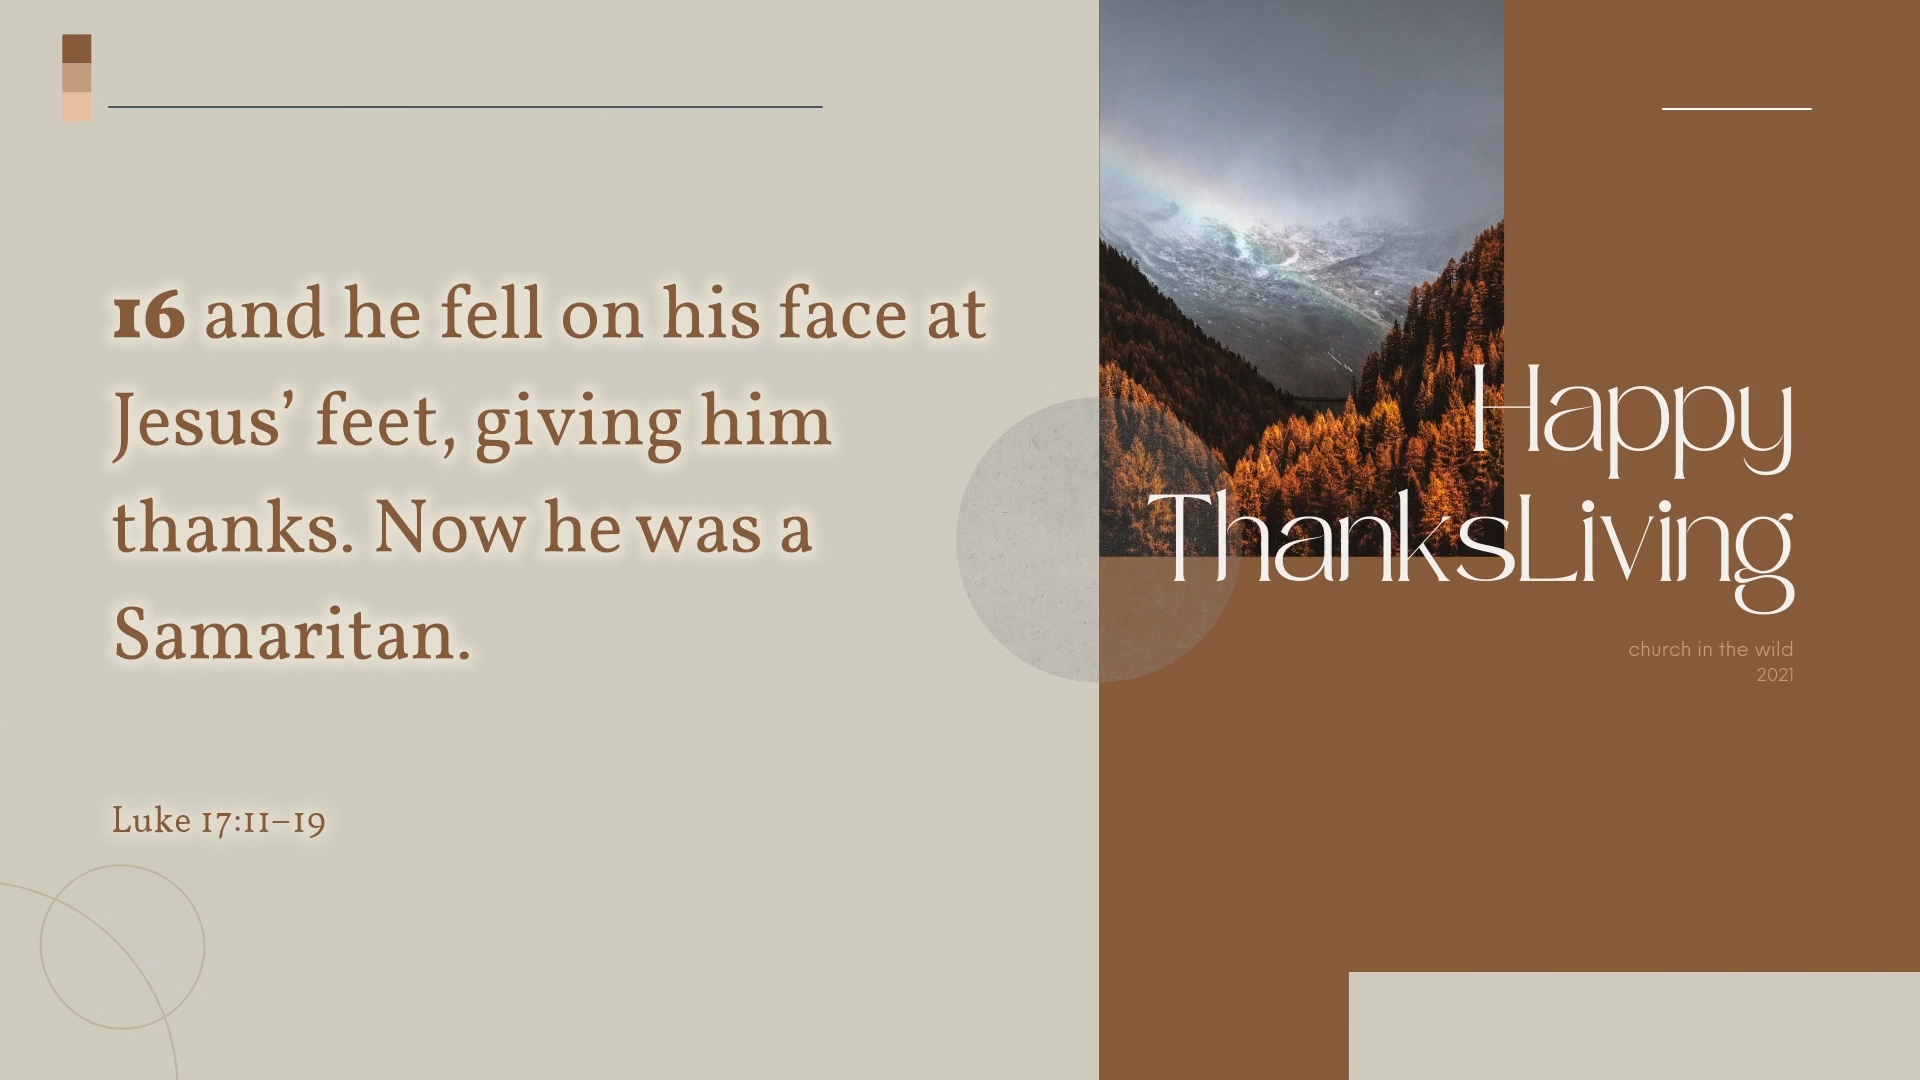 16 and he fell on his face at
Jesus’ feet, giving him
thanks. Now he was a
Samaritan.
Luke 17:11–19
Happy
ThanksLiving
church in the wild
2021